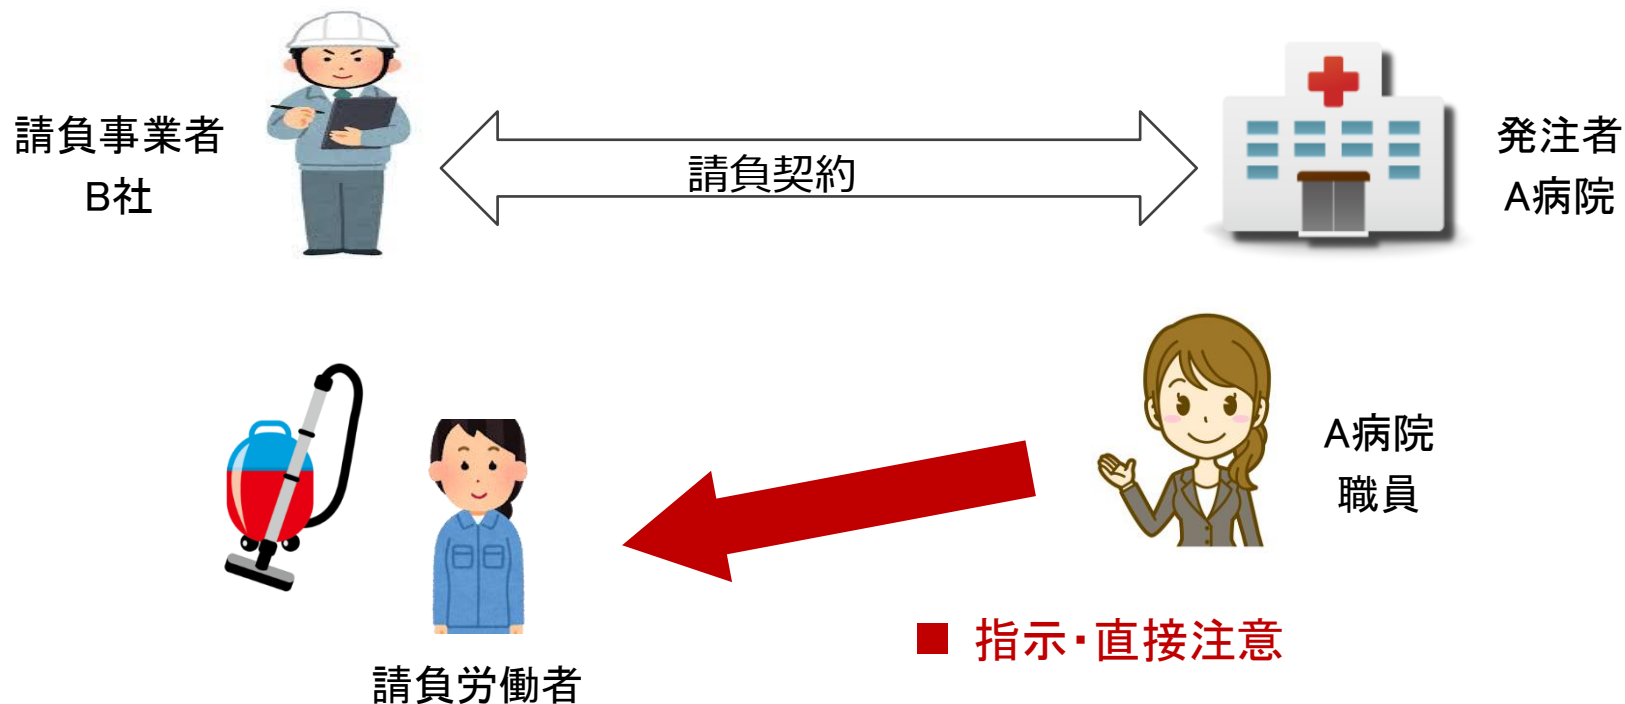 請負事業者
B社
請負契約
発注者
A病院
A病院
職員
■ 指示・直接注意
請負労働者